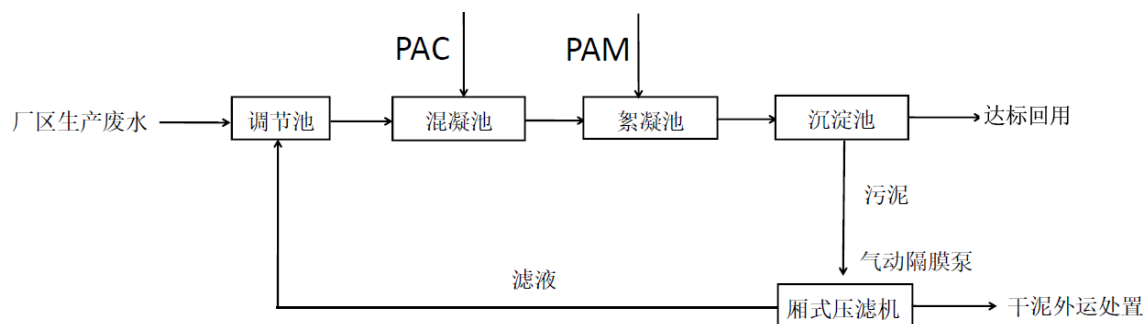 PAC
PAM
厂区生产废水
调节池
混凝池
絮凝池
沉淀池
达标回用
污泥
气动隔膜泵
滤液
厢式压滤机
干泥外运处置